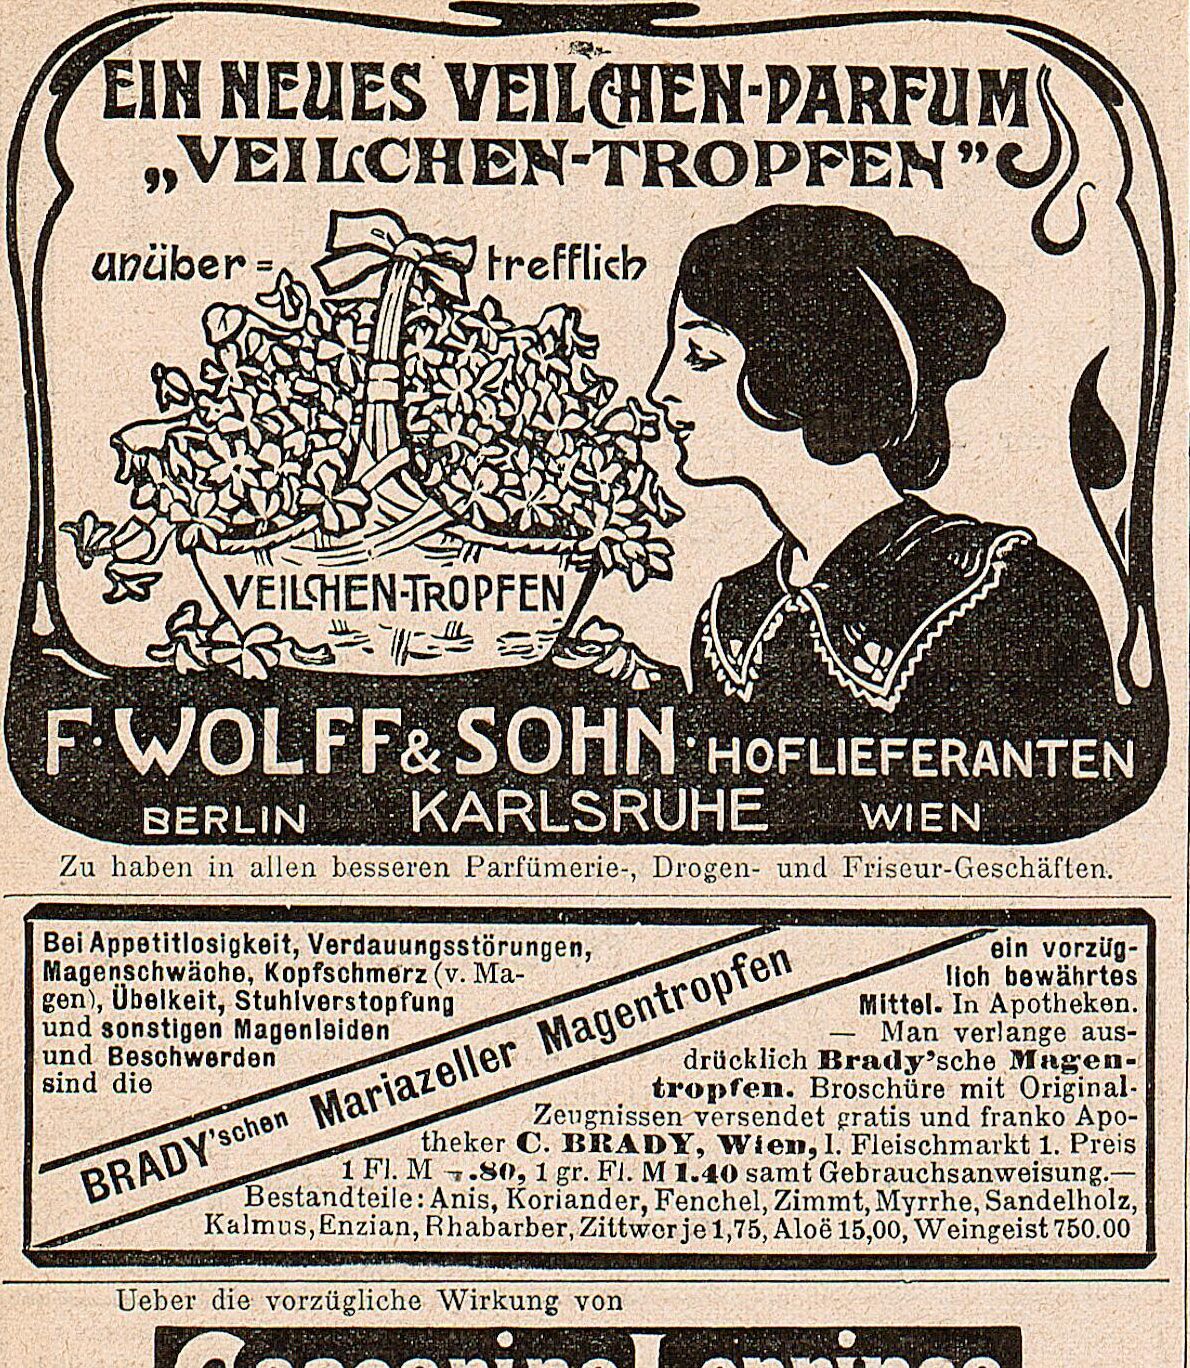 EIN NEUES VEILCHEN-PARFUM
„VEILCHEN-TROPFEN”
unüber= trefflich
VEILCHEN-TROPFEN
F. WOLFF & SOHN · HOFLIEFERANTEN
BERLIN KARLSRUHE WIEN
Zu haben in allen besseren Parfümerie-, Drogen- und Friseur-Geschäften.
Bei Appetitlosigkeit, Verdauungsstörungen,
Magenschwäche, Kopfschmerz (v. Ma-
gen), Übelkeit, Stuhlverstopfung
und sonstigen Magenleiden
und Beschwerden
sind die
BRADY'schen Mariazeller Magentropfen
ein vorzüg-
lich bewährtes
Mittel. In Apotheken.
— Man verlange aus-
drücklich Brady'sche Magen-
tropfen. Broschüre mit Original-
Zeugnissen versendet gratis und franko Apo-
theker C. BRADY, Wien, I. Fleischmarkt 1. Preis
1 Fl. M —.80, 1 gr. Fl. M 1.40 samt Gebrauchsanweisung.—
Bestandteile: Anis, Koriander, Fenchel, Zimmt, Myrrhe, Sandelholz,
Kalmus, Enzian, Rhabarber, Zittwer je 1,75, Aloë 15,00, Weingeist 750.00
Ueber die vorzügliche Wirkung von